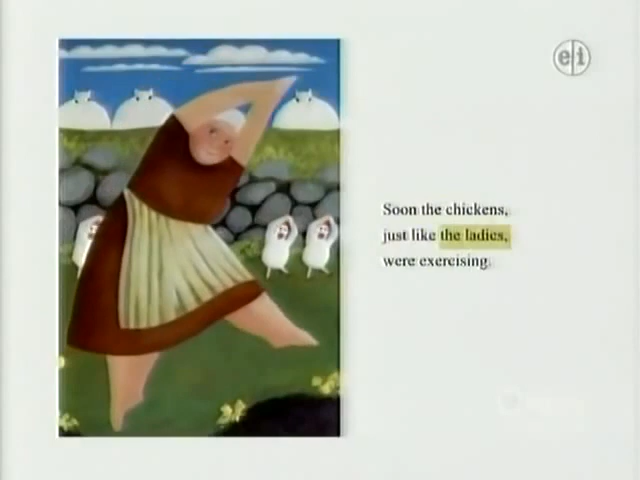 e|i
Soon the chickens,
just like the ladies,
were exercising.